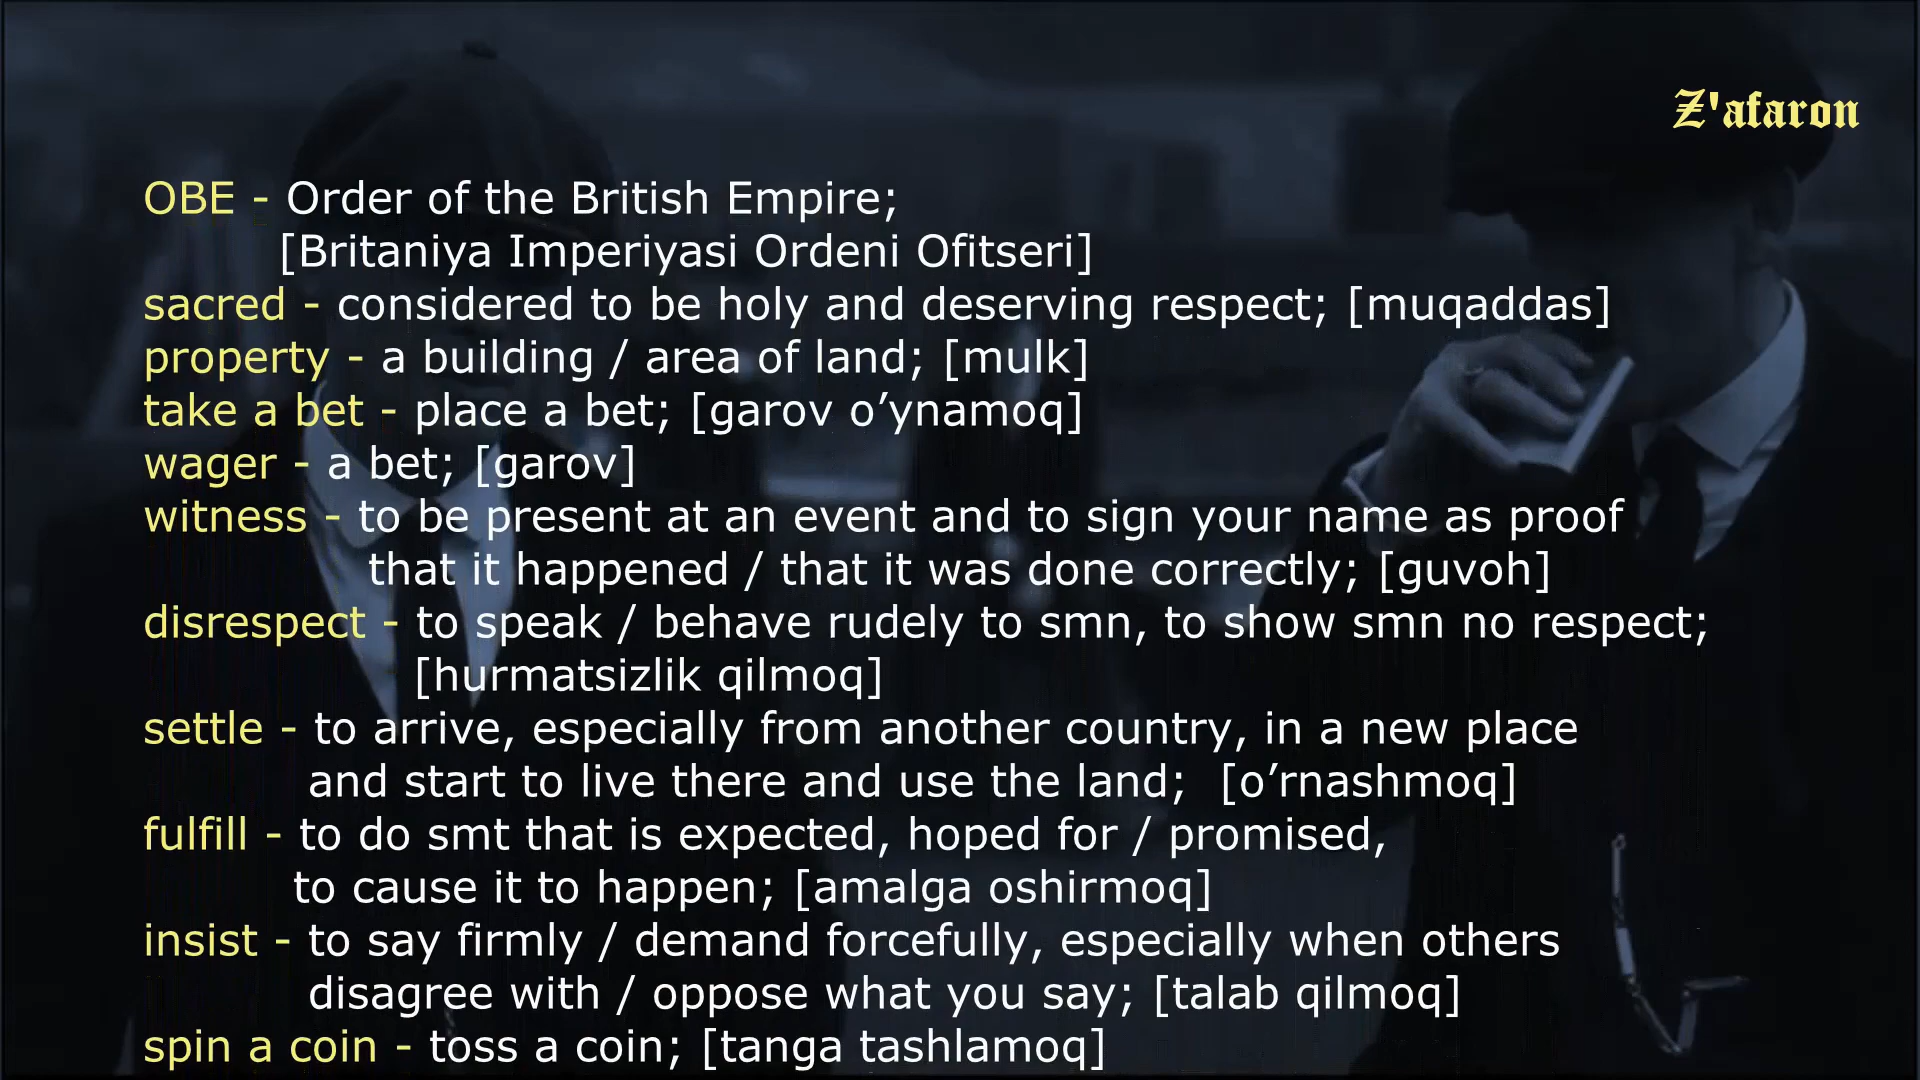 Z'afaron
OBE - Order of the British Empire;
[Britaniya Imperiyasi Ordeni Ofitseri]
sacred - considered to be holy and deserving respect; [muqaddas]
property - a building / area of land; [mulk]
take a bet - place a bet; [garov o’ynamoq]
wager - a bet; [garov]
witness - to be present at an event and to sign your name as proof
that it happened / that it was done correctly; [guvoh]
disrespect - to speak / behave rudely to smn, to show smn no respect;
[hurmatsizlik qilmoq]
settle - to arrive, especially from another country, in a new place
and start to live there and use the land; [o’rnashmoq]
fulfill - to do smt that is expected, hoped for / promised,
to cause it to happen; [amalga oshirmoq]
insist - to say firmly / demand forcefully, especially when others
disagree with / oppose what you say; [talab qilmoq]
spin a coin - toss a coin; [tanga tashlamoq]